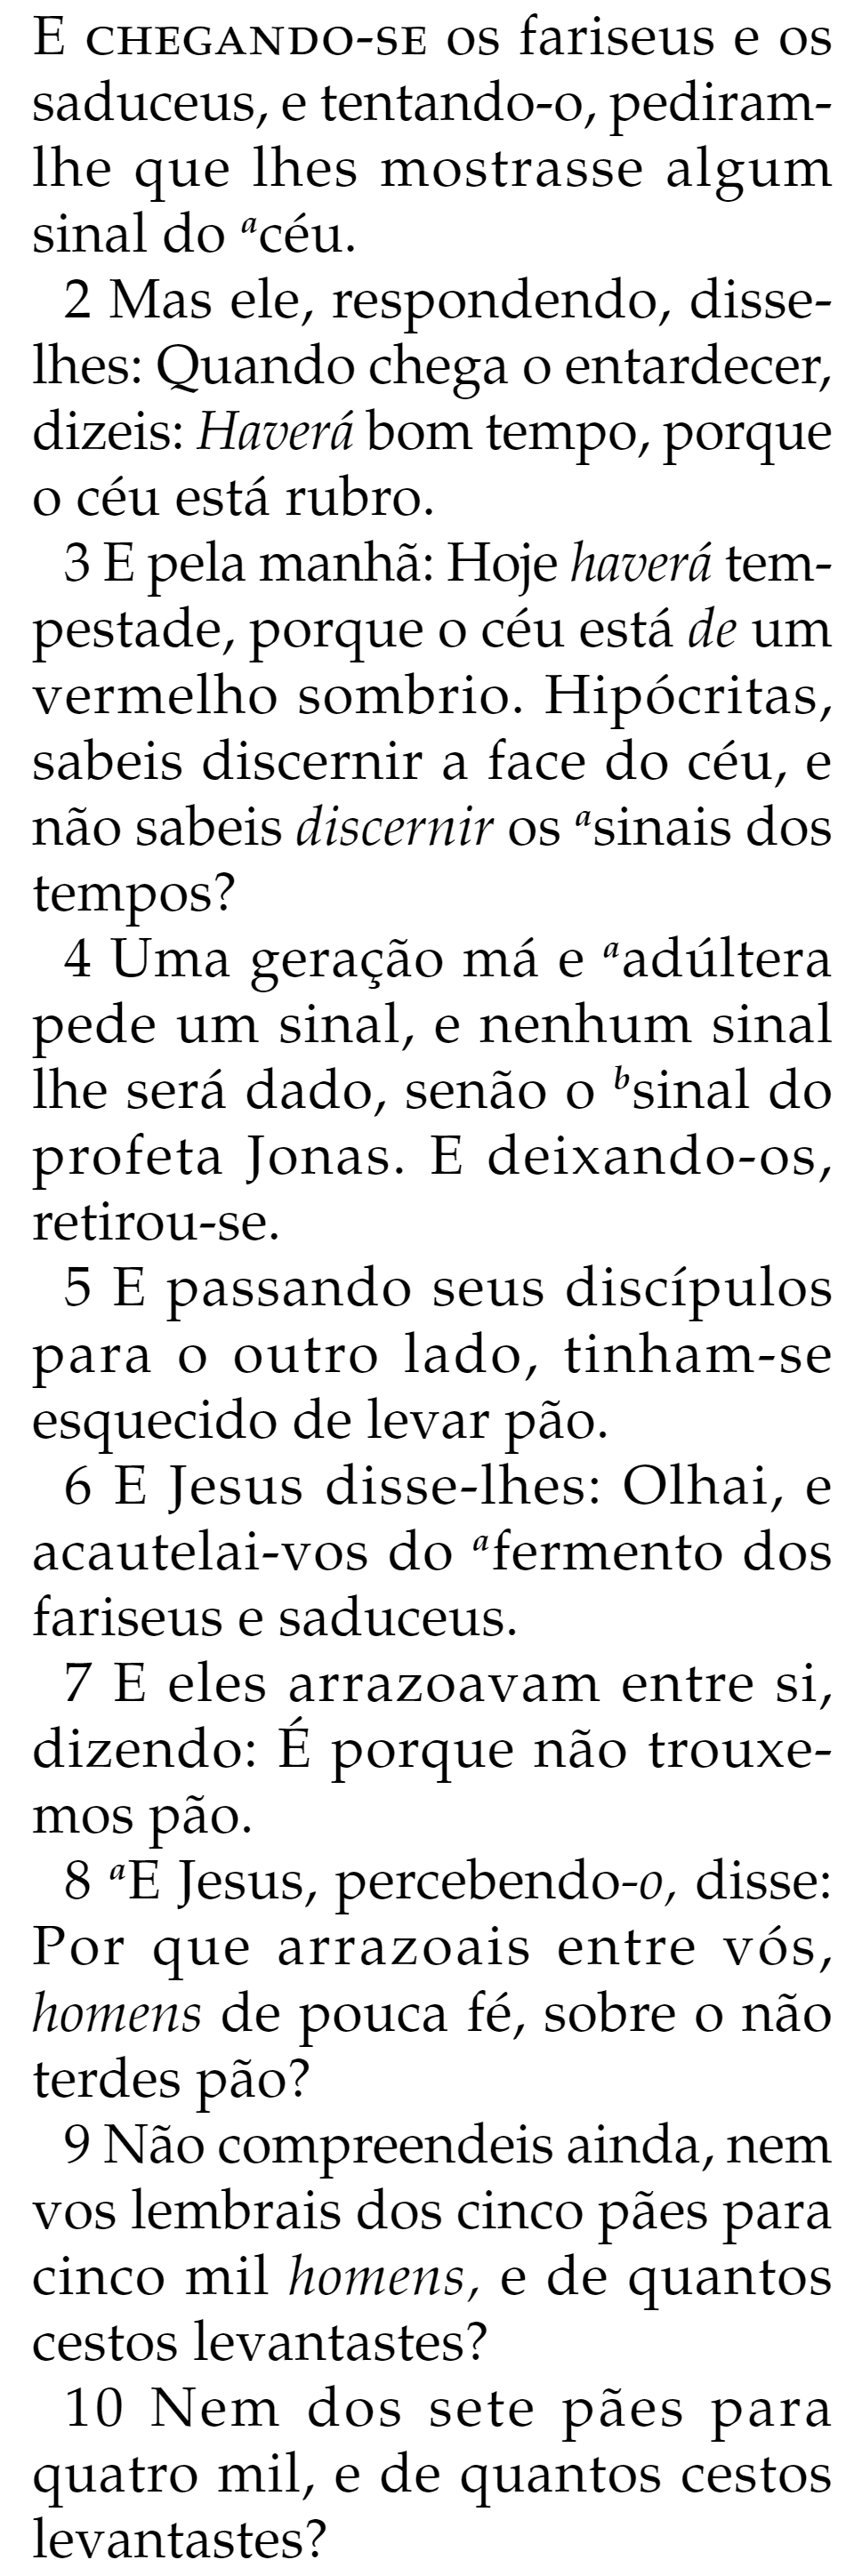 E CHEGANDO-SE os fariseus e os
saduceus, e tentando-o, pediram-
lhe que lhes mostrasse algum
sinal do ᵃcéu.
2 Mas ele, respondendo, disse-
lhes: Quando chega o entardecer,
dizeis: Haverá bom tempo, porque
o céu está rubro.
3 E pela manhã: Hoje haverá tem-
pestade, porque o céu está de um
vermelho sombrio. Hipócritas,
sabeis discernir a face do céu, e
não sabeis discernir os ᵃsinais dos
tempos?
4 Uma geração má e ᵃadúltera
pede um sinal, e nenhum sinal
lhe será dado, senão o ᵇsinal do
profeta Jonas. E deixando-os,
retirou-se.
5 E passando seus discípulos
para o outro lado, tinham-se
esquecido de levar pão.
6 E Jesus disse-lhes: Olhai, e
acautelai-vos do ᵃfermento dos
fariseus e saduceus.
7 E eles arrazoavam entre si,
dizendo: É porque não trouxe-
mos pão.
8 ᵃE Jesus, percebendo-o, disse:
Por que arrazoais entre vós,
homens de pouca fé, sobre o não
terdes pão?
9 Não compreendeis ainda, nem
vos lembrais dos cinco pães para
cinco mil homens, e de quantos
cestos levantastes?
10 Nem dos sete pães para
quatro mil, e de quantos cestos
levantastes?